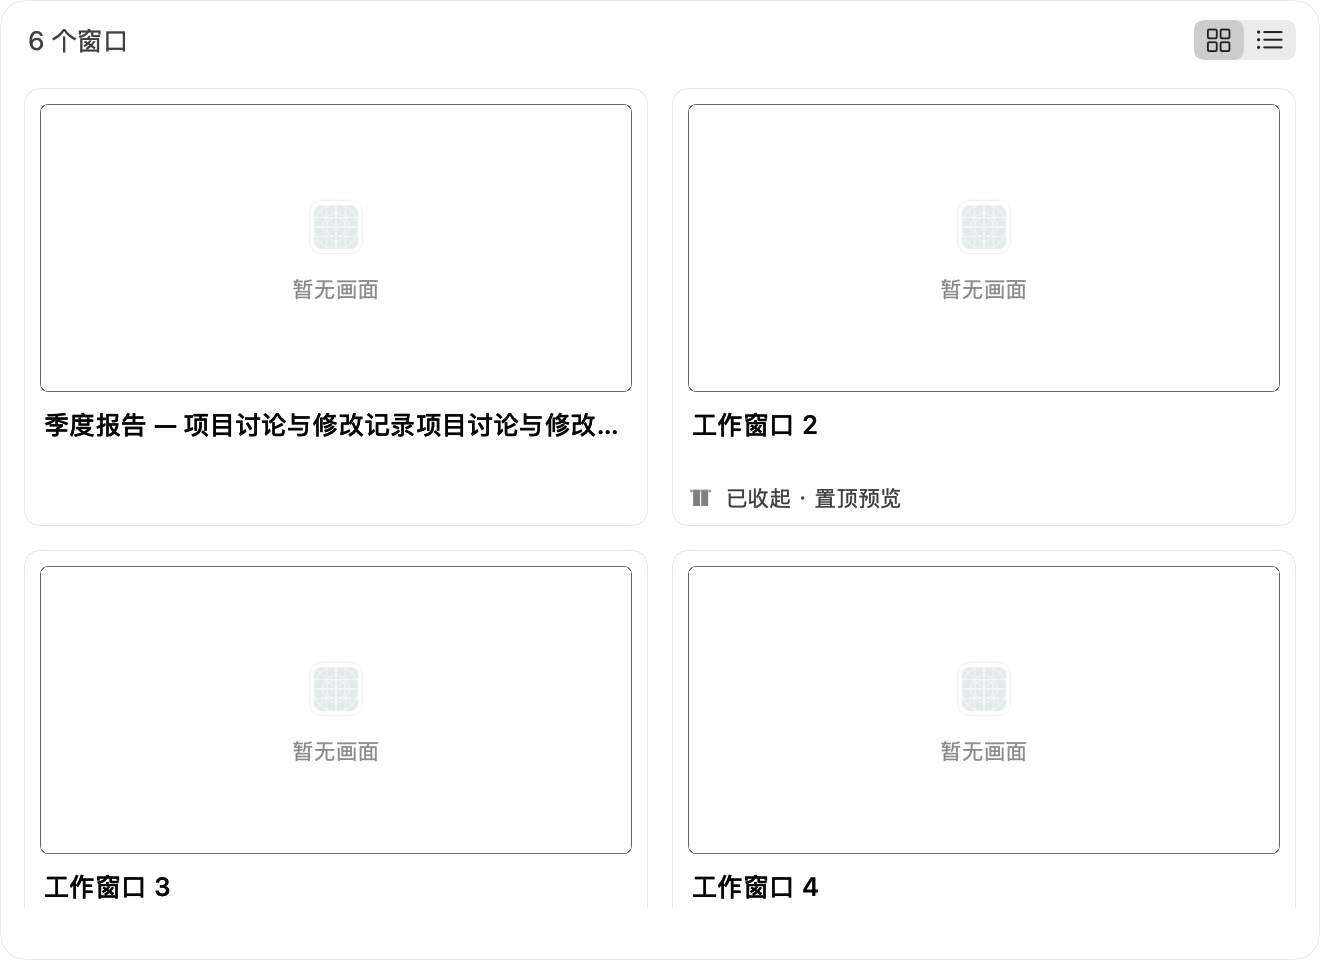 6 个窗口
暂无画面
暂无画面
季度报告 — 项目讨论与修改记录项目讨论与修改...
工作窗口 2
已收起 · 置顶预览
暂无画面
暂无画面
工作窗口 3
工作窗口 4